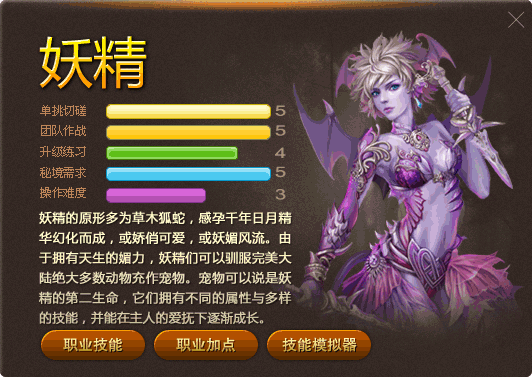 妖精
单挑切磋 5
团队作战 5
升级练习 4
秘境需求 5
操作难度 3
妖精的原形多为草木狐蛇，感孕千年日月精
华幻化而成，或娇俏可爱，或妖媚风流。由
于拥有天生的媚力，妖精们可以驯服完美大
陆绝大多数动物充作宠物。宠物可以说是妖
精的第二生命，它们拥有不同的属性与多样
的技能，并能在主人的爱抚下逐渐成长。
职业技能 职业加点 技能模拟器